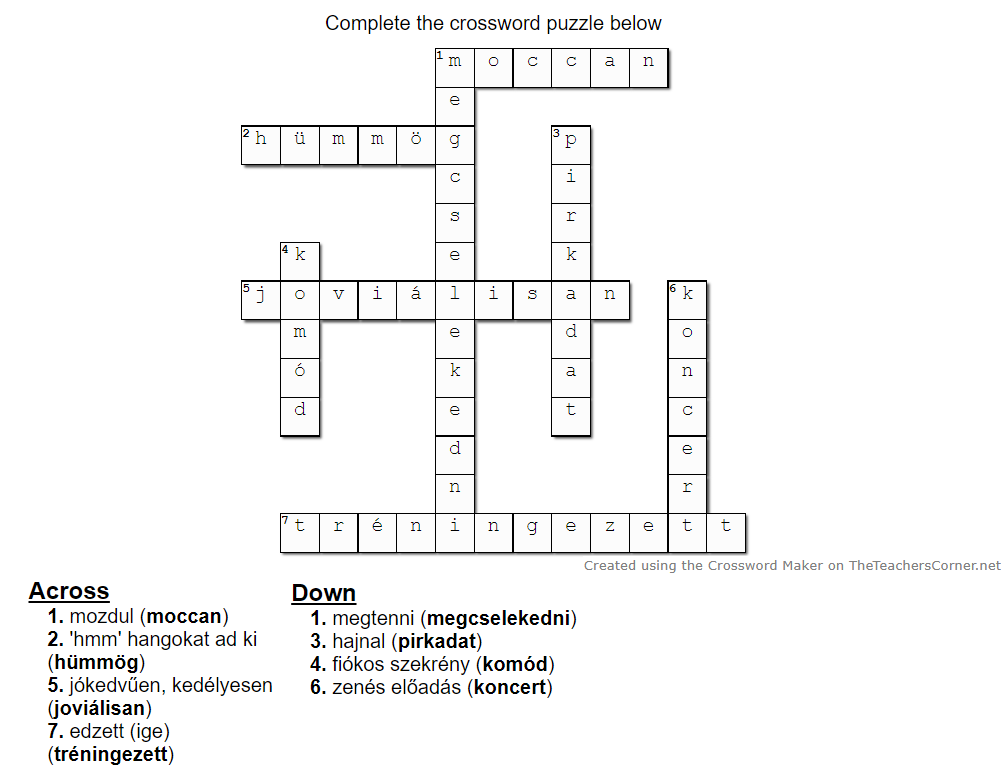 Complete the crossword puzzle below
1 m o c c a n
e
2 h ü m m ö g 3 p
c i
s r
4 k e k
5 j o v i á l i s a n 6 k
m e d o
ó k a n
d e t c
d e
n r
7 t r é n i n g e z e t t
Created using the Crossword Maker on TheTeachersCorner.net
Across
1. mozdul (moccan)
2. 'hmm' hangokat ad ki
(hümmög)
5. jókedvűen, kedélyesen
(joviálisan)
7. edzett (ige)
(tréningezett)
Down
1. megtenni (megcselekedni)
3. hajnal (pirkadat)
4. fiókos szekrény (komód)
6. zenés előadás (koncert)